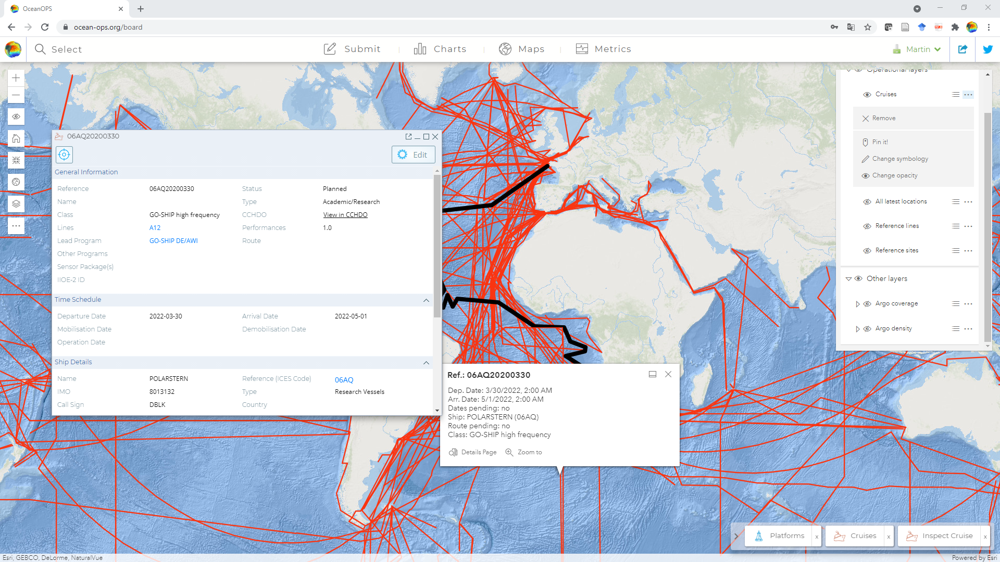 OceanOPS
ocean-ops.org/board
Select
Submit
Charts
Maps
Metrics
Martin
Operational layers
Cruises
Remove
Pin it!
Change symbology
Change opacity
All latest locations
Reference lines
Reference sites
Other layers
Argo coverage
Argo density
06AQ20200330
Edit
General Information
Reference 06AQ20200330 Status Planned
Name Type Academic/Research
Class GO-SHIP high frequency CCHDO View in CCHDO
Lines A12 Performances 1.0
Lead Program GO-SHIP DE/AWI Route
Other Programs
Sensor Package(s)
IIOE-2 ID
Time Schedule
Departure Date 2022-03-30 Arrival Date 2022-05-01
Mobilisation Date Demobilisation Date
Operation Date
Ship Details
Name POLARSTERN Reference (ICES Code) 06AQ
IMO 8013132 Type Research Vessels
Call Sign DBLK Country
Ref.: 06AQ20200330
Dep. Date: 3/30/2022, 2:00 AM
Arr. Date: 5/1/2022, 2:00 AM
Dates pending: no
Ship: POLARSTERN (06AQ)
Route pending: no
Class: GO-SHIP high frequency
Details Page Zoom to
Platforms x Cruises x Inspect Cruise x
Esri, GEBCO, DeLorme, NaturalVue
Powered by Esri